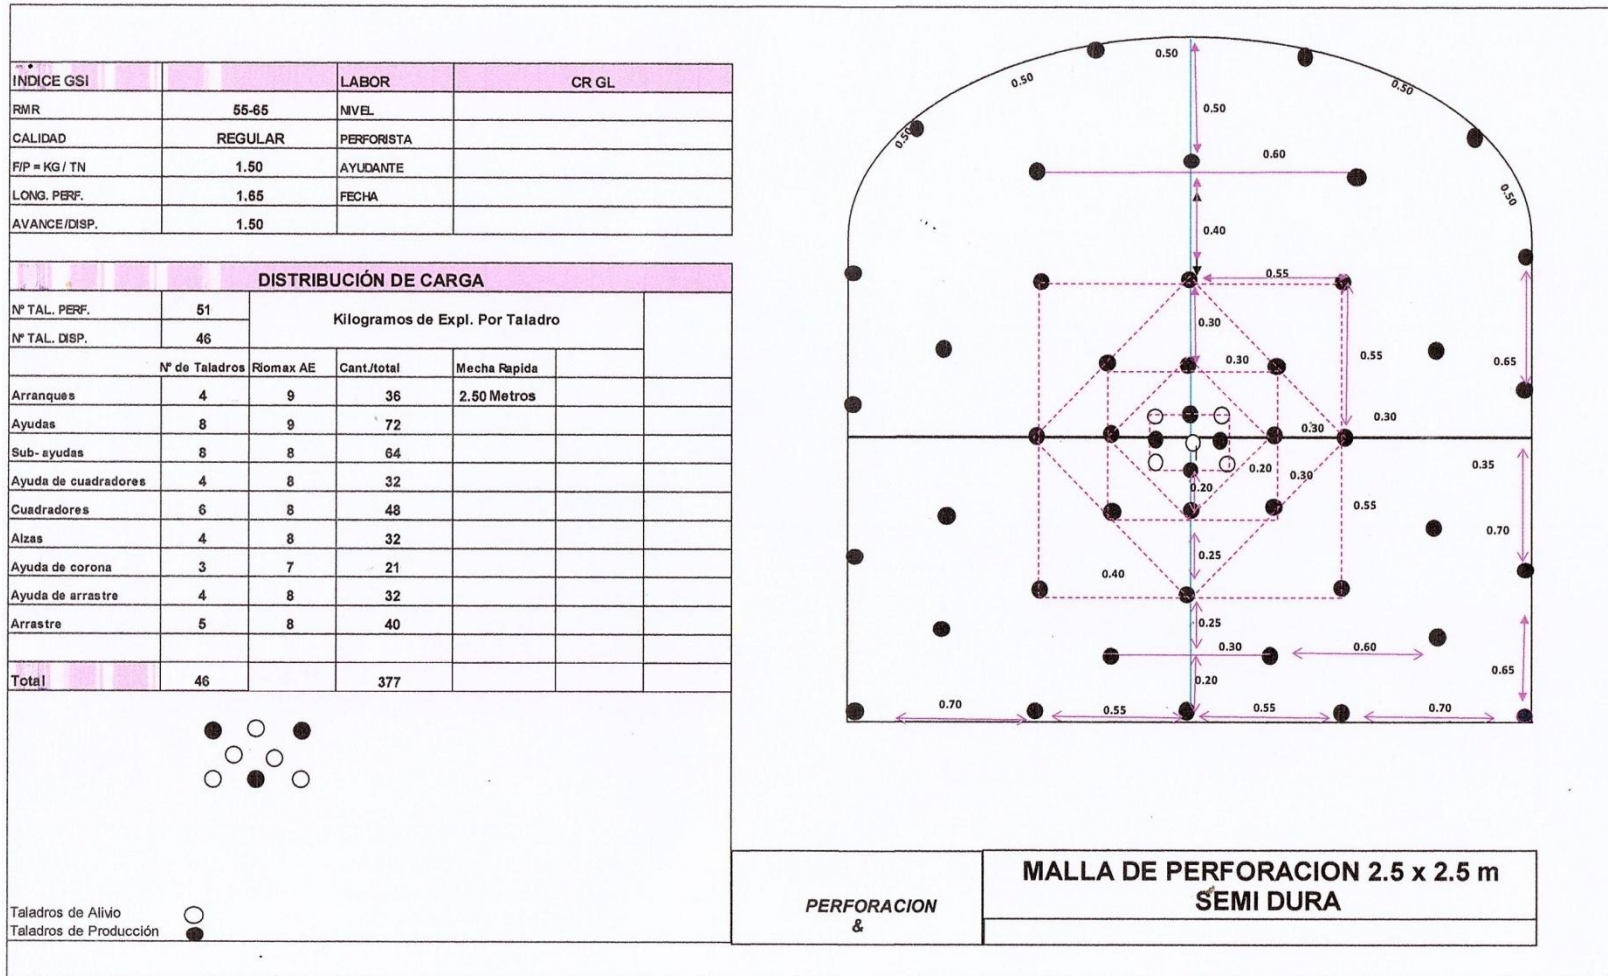 INDICE GSI LABOR CR GL
RMR 55-65 NIVEL
CALIDAD REGULAR PERFORISTA
F/P = KG / TN 1.50 AYUDANTE
LONG. PERF. 1.65 FECHA
AVANCE/DISP. 1.50
DISTRIBUCIÓN DE CARGA
Nº TAL. PERF. 51
Kilogramos de Expl. Por Taladro
Nº TAL. DISP. 46
Nº de Taladros Riomax AE Cant./total Mecha Rapida
Arranques 4 9 36 2.50 Metros
Ayudas 8 9 72
Sub- ayudas 8 8 64
Ayuda de cuadradores 4 8 32
Cuadradores 6 8 48
Alzas 4 8 32
Ayuda de corona 3 7 21
Ayuda de arrastre 4 8 32
Arrastre 5 8 40
Total 46 377
Taladros de Alivio
Taladros de Producción
0.50
0.50
0.50
0.50
0.50
0.60
0.50
0.40
0.55
0.30
0.55
0.65
0.30
0.30
0.30
0.35
0.20
0.30
0.20
0.55
0.70
0.25
0.40
0.25
0.30
0.60
0.65
0.20
0.70
0.55
0.55
0.70
PERFORACION
&
MALLA DE PERFORACION 2.5 x 2.5 m
SEMI DURA